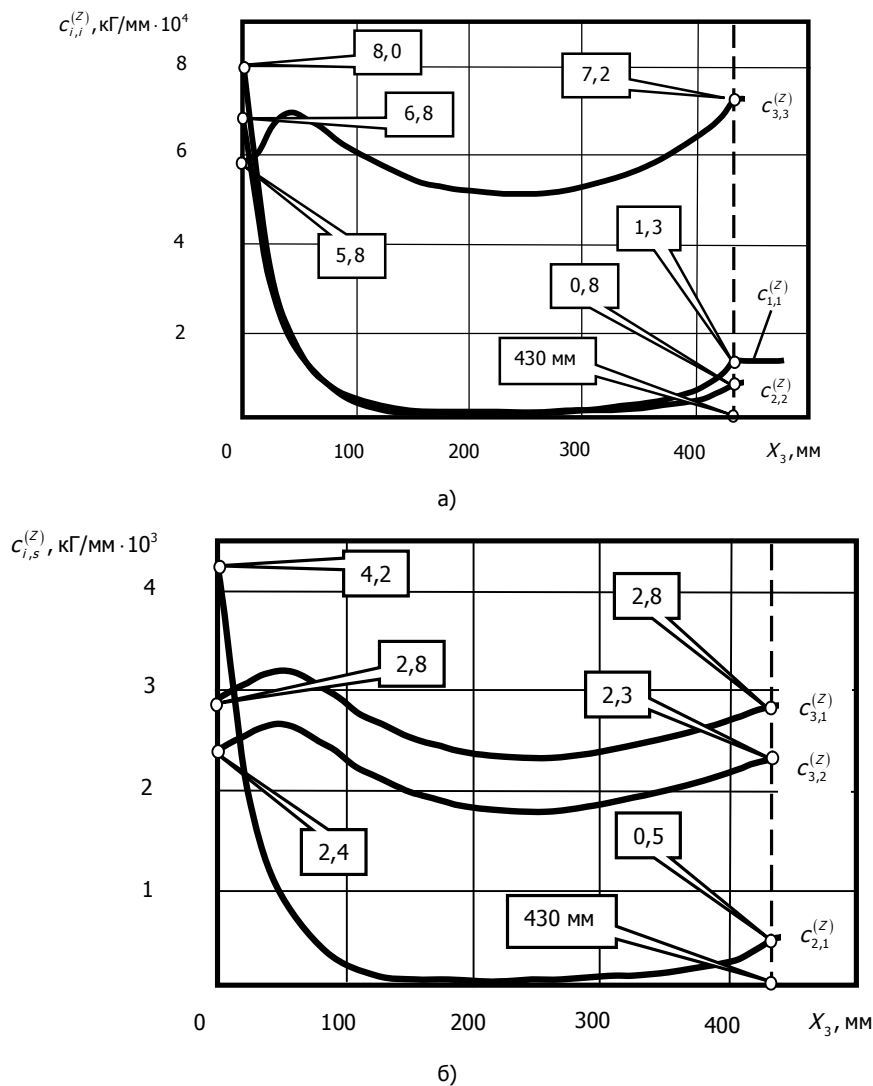 c_{i,i}^{(Z)}, кГ/мм · 10⁴
8
6
4
2
8,0
6,8
5,8
7,2
1,3
0,8
430 мм
c_{3,3}^{(Z)}
c_{1,1}^{(Z)}
c_{2,2}^{(Z)}
0 100 200 300 400 X₃, мм
а)
c_{i,s}^{(Z)}, кГ/мм · 10³
4
3
2
1
4,2
2,8
2,4
2,8
2,3
0,5
430 мм
c_{3,1}^{(Z)}
c_{3,2}^{(Z)}
c_{2,1}^{(Z)}
0 100 200 300 400 X₃, мм
б)